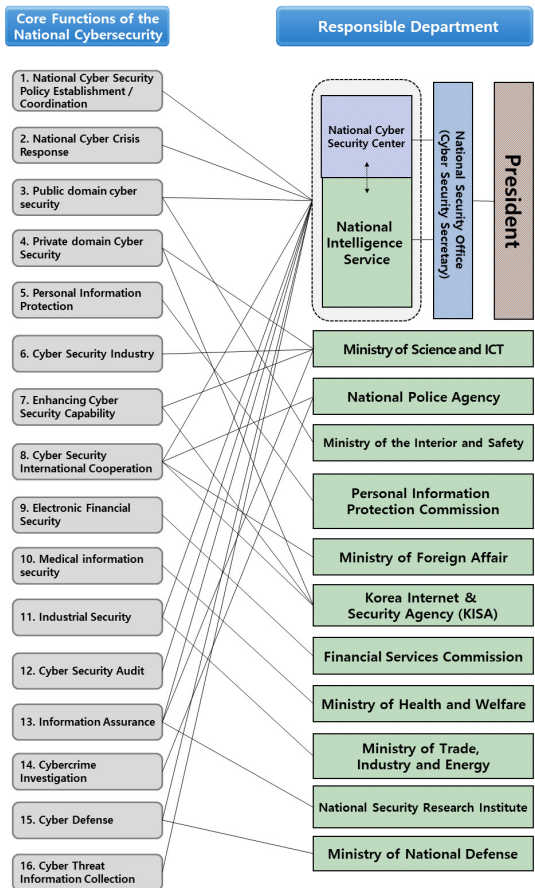 Core Functions of the
National Cybersecurity
Responsible Department
1. National Cyber Security
Policy Establishment /
Coordination
2. National Cyber Crisis
Response
3. Public domain cyber
security
4. Private domain Cyber
Security
5. Personal Information
Protection
6. Cyber Security Industry
7. Enhancing Cyber
Security Capability
8. Cyber Security
International Cooperation
9. Electronic Financial
Security
10. Medical information
security
11. Industrial Security
12. Cyber Security Audit
13. Information Assurance
14. Cybercrime
Investigation
15. Cyber Defense
16. Cyber Threat
Information Collection
National Cyber
Security Center
National
Intelligence
Service
National Security Office
(Cyber Security Secretary)
President
Ministry of Science and ICT
National Police Agency
Ministry of the Interior and Safety
Personal Information
Protection Commission
Ministry of Foreign Affair
Korea Internet &
Security Agency (KISA)
Financial Services Commission
Ministry of Health and Welfare
Ministry of Trade,
Industry and Energy
National Security Research Institute
Ministry of National Defense